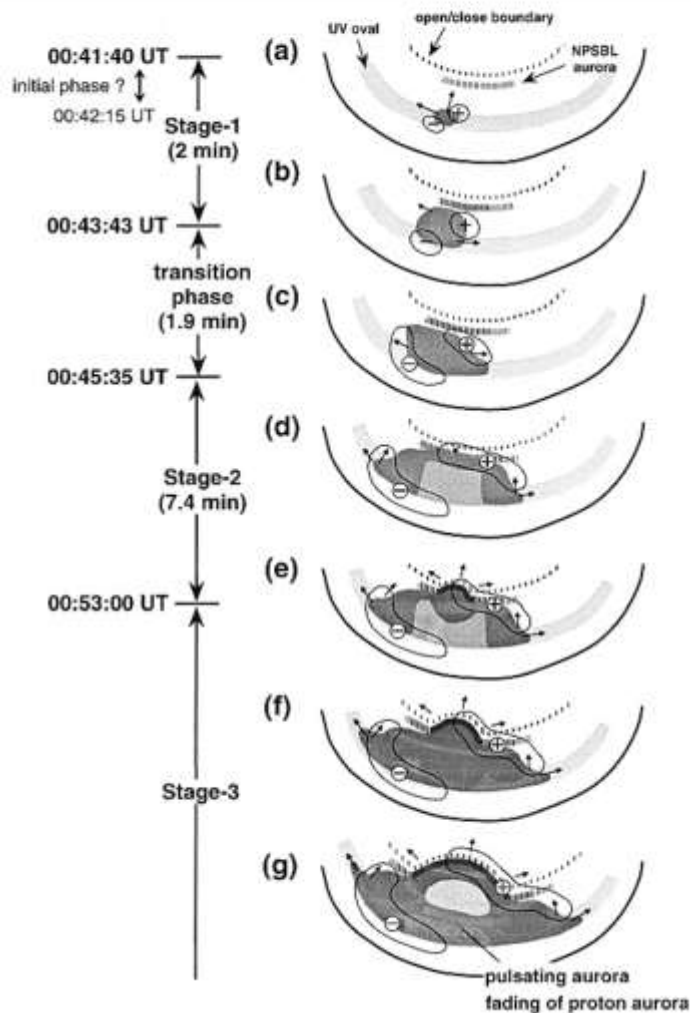 00:41:40 UT
initial phase ?
00:42:15 UT
Stage-1
(2 min)
00:43:43 UT
transition
phase
(1.9 min)
00:45:35 UT
Stage-2
(7.4 min)
00:53:00 UT
Stage-3
(a)
UV oval
open/close boundary
NPSBL
aurora
+
−
(b)
+
−
(c)
+
−
(d)
+
−
(e)
+
−
(f)
+
−
(g)
+
−
pulsating aurora
fading of proton aurora